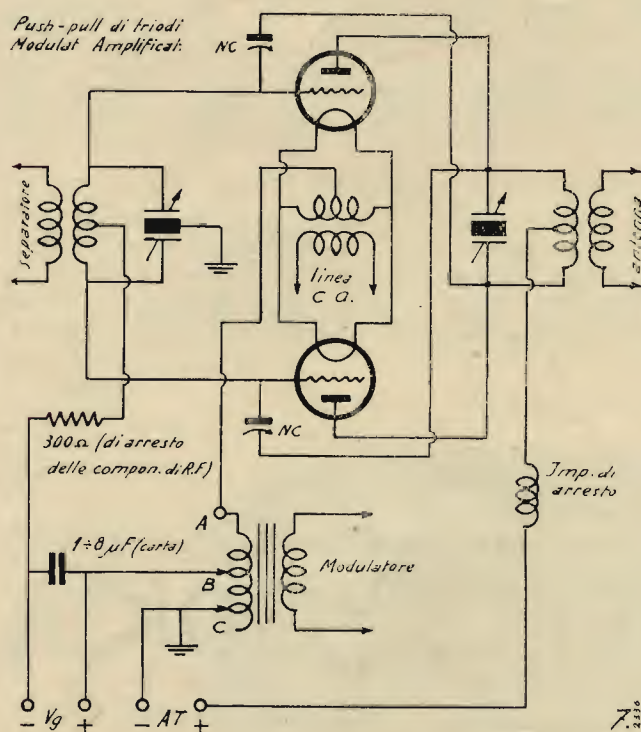 Push-pull di triodi
Modulat Amplificat.
NC
separatore
antenna
linea
C A.
NC
300Ω (di arresto
delle compon. di R.F)
Imp. di
arresto
A
1÷8 µF (carta)
B
Modulatore
C
- Vg +
- AT +